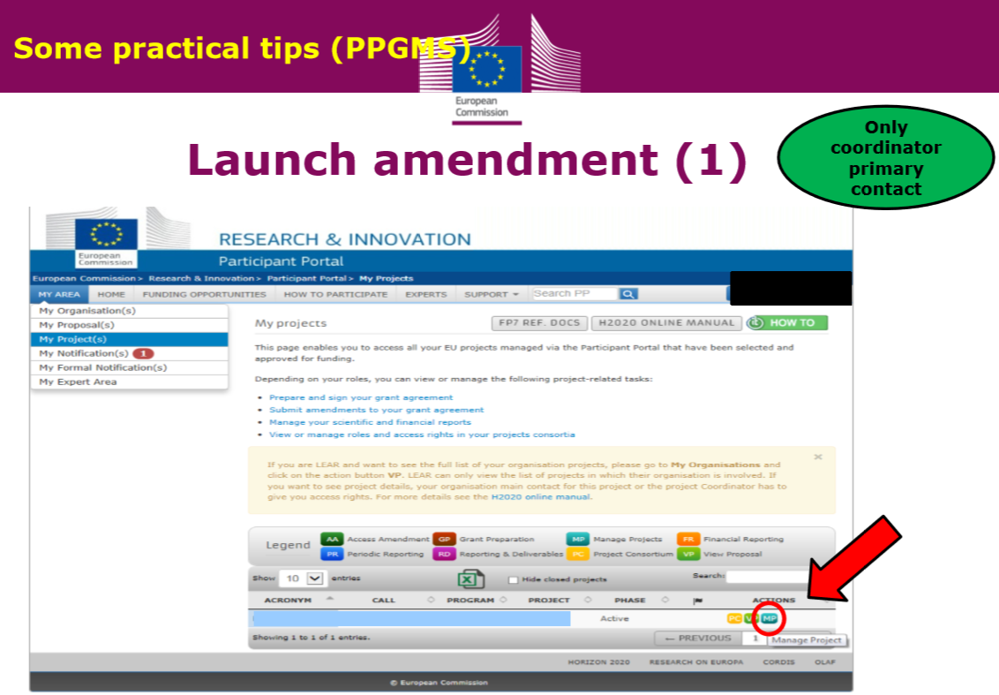 Some practical tips (PPGMS)
European
Commission
Launch amendment (1)
Only
coordinator
primary
contact
European
Commission
RESEARCH & INNOVATION
Participant Portal
European Commission > Research & Innovation > Participant Portal > My Projects
MY AREA HOME FUNDING OPPORTUNITIES HOW TO PARTICIPATE EXPERTS SUPPORT Search PP
My Organisation(s)
My Proposal(s)
My Project(s)
My Notification(s) 1
My Formal Notification(s)
My Expert Area
My projects FP7 REF. DOCS H2020 ONLINE MANUAL HOW TO
This page enables you to access all your EU projects managed via the Participant Portal that have been selected and
approved for funding.
Depending on your roles, you can view or manage the following project-related tasks:
• Prepare and sign your grant agreement
• Submit amendments to your grant agreement
• Manage your scientific and financial reports
• View or manage roles and access rights in your projects consortia
If you are LEAR and want to see the full list of your organisation projects, please go to My Organisations and
click on the action button VP. LEAR can only view the list of projects in which their organisation is involved. If
you want to see project details, your organisation main contact for this project or the project Coordinator has to
give you access rights. For more details see the H2020 online manual.
Legend AA Access Amendment GP Grant Preparation MP Manage Projects FR Financial Reporting
PR Periodic Reporting RD Reporting & Deliverables PC Project Consortium VP View Proposal
Show 10 entries Hide closed projects Search:
ACRONYM CALL PROGRAM PROJECT PHASE ACTIONS
Active PC MP
Showing 1 to 1 of 1 entries. ← PREVIOUS 1 Manage Project
HORIZON 2020 RESEARCH ON EUROPA CORDIS OLAF
© European Commission